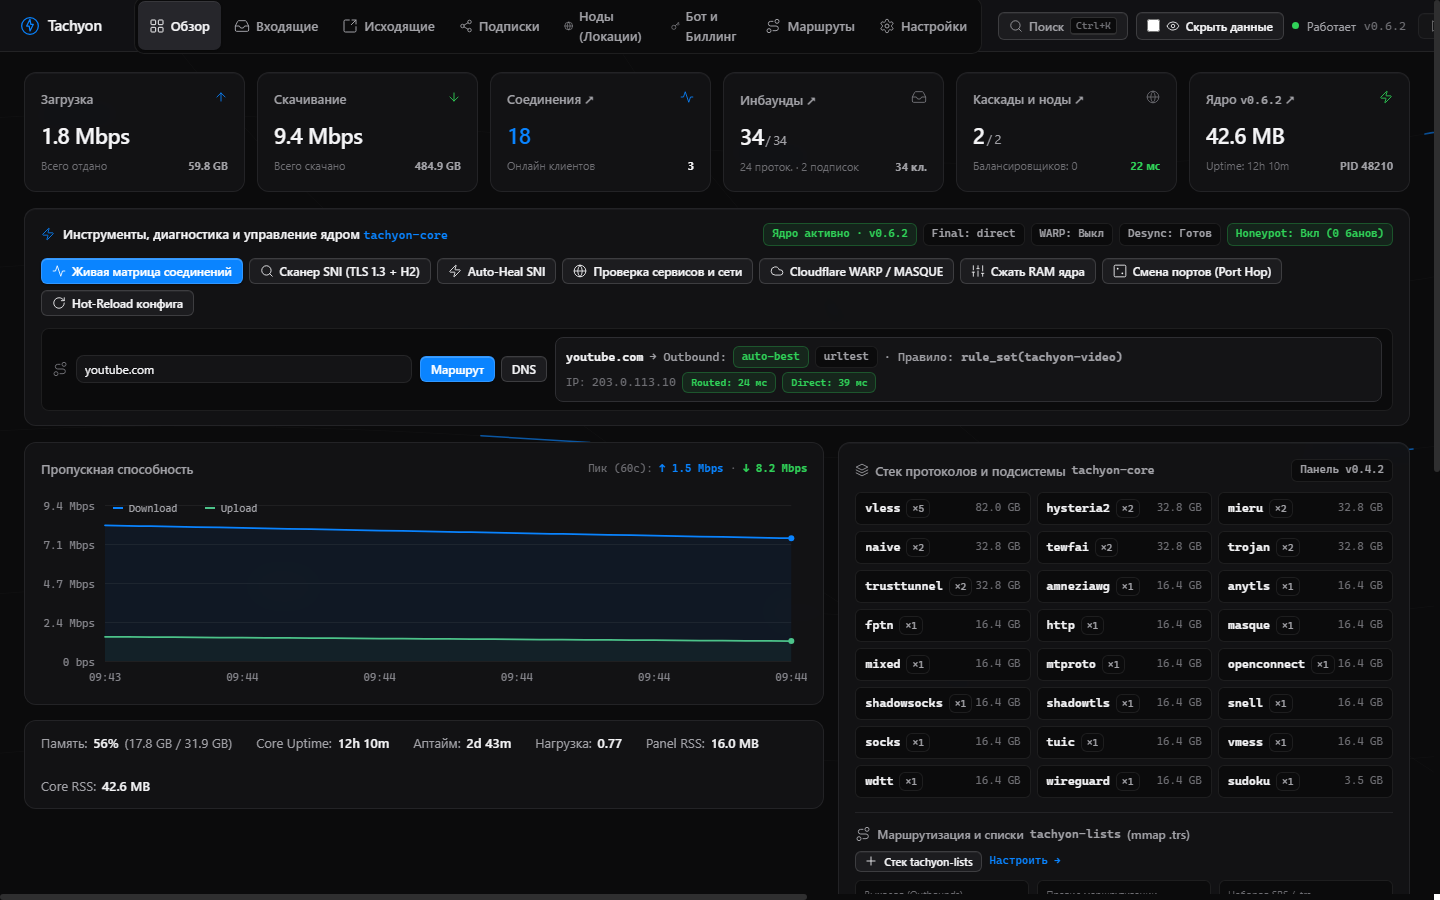 Tachyon
Обзор
Входящие
Исходящие
Подписки
Ноды (Локации)
Бот и Биллинг
Маршруты
Настройки
Поиск Ctrl+K
Скрыть данные
Работает v0.6.2
Загрузка
1.8 Mbps
Всего отдано 59.8 GB
Скачивание
9.4 Mbps
Всего скачано 484.9 GB
Соединения ↗
18
Онлайн клиентов 3
Инбаунды ↗
34 / 34
24 проток. · 2 подписок 34 кл.
Каскады и ноды ↗
2 / 2
Балансировщиков: 0 22 мс
Ядро v0.6.2 ↗
42.6 MB
Uptime: 12h 10m PID 48210
Инструменты, диагностика и управление ядром tachyon-core
Ядро активно · v0.6.2 Final: direct WARP: Выкл Desync: Готов Honeypot: Вкл (0 банов)
Живая матрица соединений
Сканер SNI (TLS 1.3 + H2)
Auto-Heal SNI
Проверка сервисов и сети
Cloudflare WARP / MASQUE
Сжать RAM ядра
Смена портов (Port Hop)
Hot-Reload конфига
youtube.com Маршрут DNS
youtube.com → Outbound: auto-best urltest · Правило: rule_set(tachyon-video)
IP: 203.0.113.10 Routed: 24 мс Direct: 39 мс
Пропускная способность
Пик (60с): ↑ 1.5 Mbps · ↓ 8.2 Mbps
Download Upload
9.4 Mbps
7.1 Mbps
4.7 Mbps
2.4 Mbps
0 bps
09:43 09:44 09:44 09:44 09:44 09:44
Память: 56% (17.8 GB / 31.9 GB) Core Uptime: 12h 10m Аптайм: 2d 43m Нагрузка: 0.77 Panel RSS: 16.0 MB
Core RSS: 42.6 MB
Стек протоколов и подсистемы tachyon-core Панель v0.4.2
vless ×5 82.0 GB hysteria2 ×2 32.8 GB mieru ×2 32.8 GB
naive ×2 32.8 GB tewfai ×2 32.8 GB trojan ×2 32.8 GB
trusttunnel ×2 32.8 GB amneziawg ×1 16.4 GB anytls ×1 16.4 GB
fptn ×1 16.4 GB http ×1 16.4 GB masque ×1 16.4 GB
mixed ×1 16.4 GB mtproto ×1 16.4 GB openconnect ×1 16.4 GB
shadowsocks ×1 16.4 GB shadowtls ×1 16.4 GB snell ×1 16.4 GB
socks ×1 16.4 GB tuic ×1 16.4 GB vmess ×1 16.4 GB
wdtt ×1 16.4 GB wireguard ×1 16.4 GB sudoku ×1 3.5 GB
Маршрутизация и списки tachyon-lists (mmap .trs)
Стек tachyon-lists Настроить →